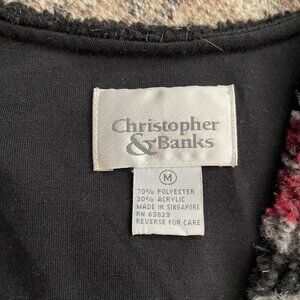 Christopher
& Banks
M
70% POLYESTER
30% ACRYLIC
MADE IN SINGAPORE
RN 63823
REVERSE FOR CARE